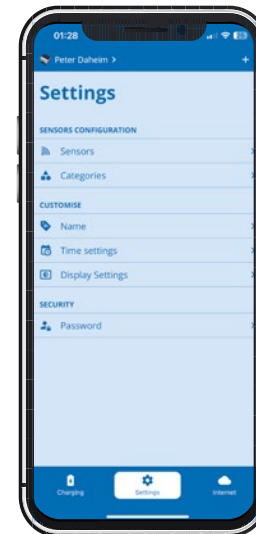 01:28
Peter Daheim >
+
Settings
SENSORS CONFIGURATION
Sensors
Categories
CUSTOMISE
Name
Time settings
Display Settings
SECURITY
Password
Charging
Settings
Internet